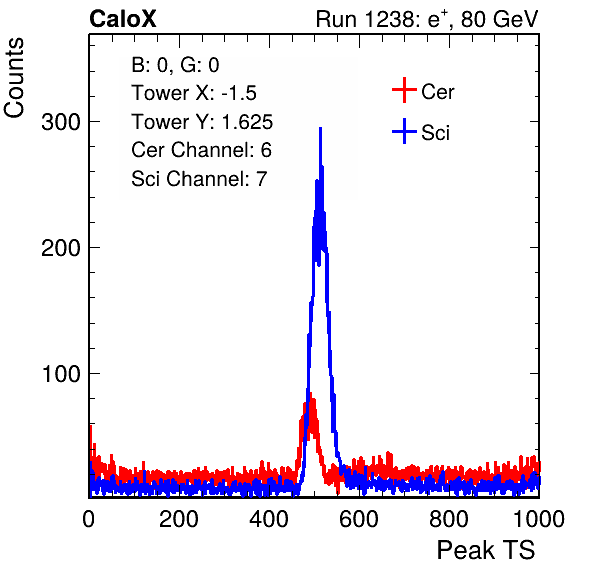 CaloX Run 1238: e⁺, 80 GeV
Counts
B: 0, G: 0
Tower X: -1.5
Tower Y: 1.625
Cer Channel: 6
Sci Channel: 7
Cer
Sci
300
200
100
0 200 400 600 800 1000
Peak TS